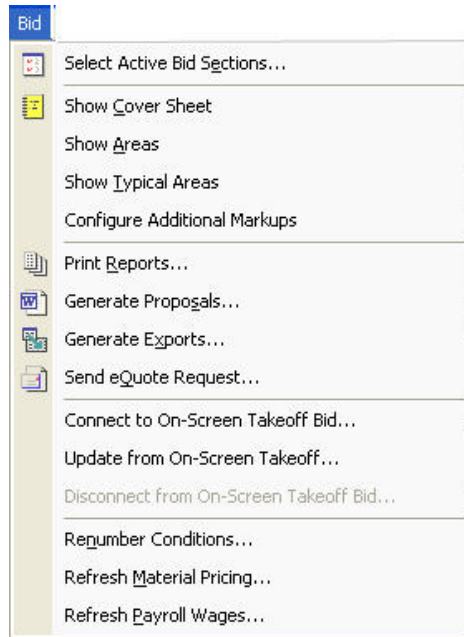 Bid
Select Active Bid Sections...
Show Cover Sheet
Show Areas
Show Typical Areas
Configure Additional Markups
Print Reports...
Generate Proposals...
Generate Exports...
Send eQuote Request...
Connect to On-Screen Takeoff Bid...
Update from On-Screen Takeoff...
Disconnect from On-Screen Takeoff Bid...
Renumber Conditions...
Refresh Material Pricing...
Refresh Payroll Wages...